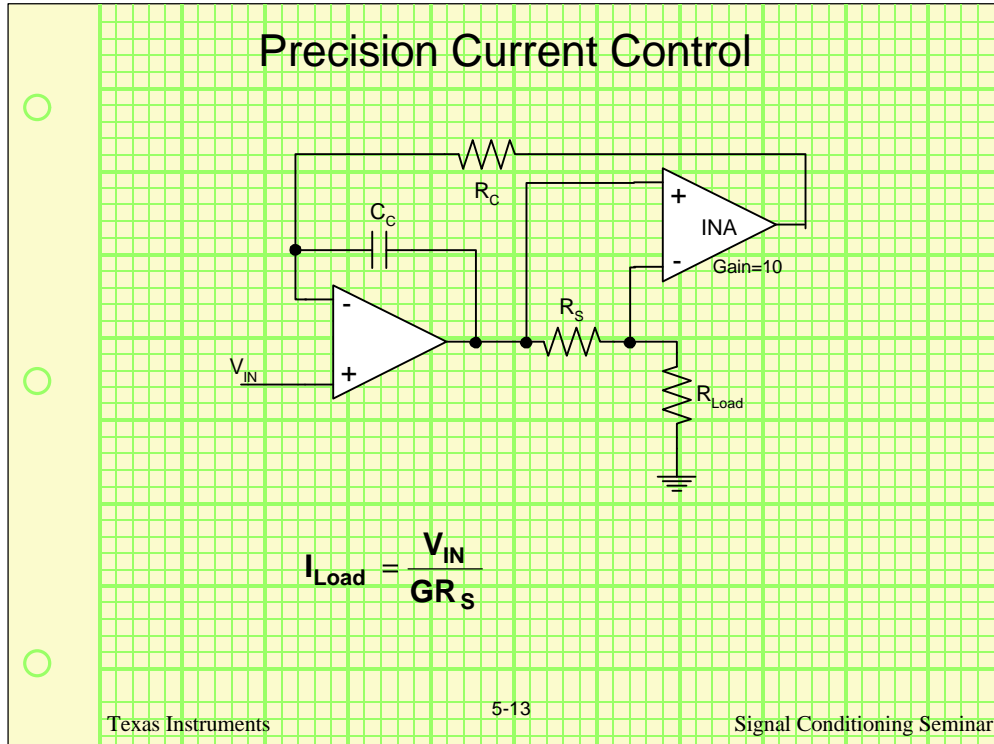 Precision Current Control
R_C
C_C
+
INA
-
Gain=10
-
R_S
V_IN
+
R_Load
I_Load = V_IN / GR_S
5-13
Texas Instruments
Signal Conditioning Seminar